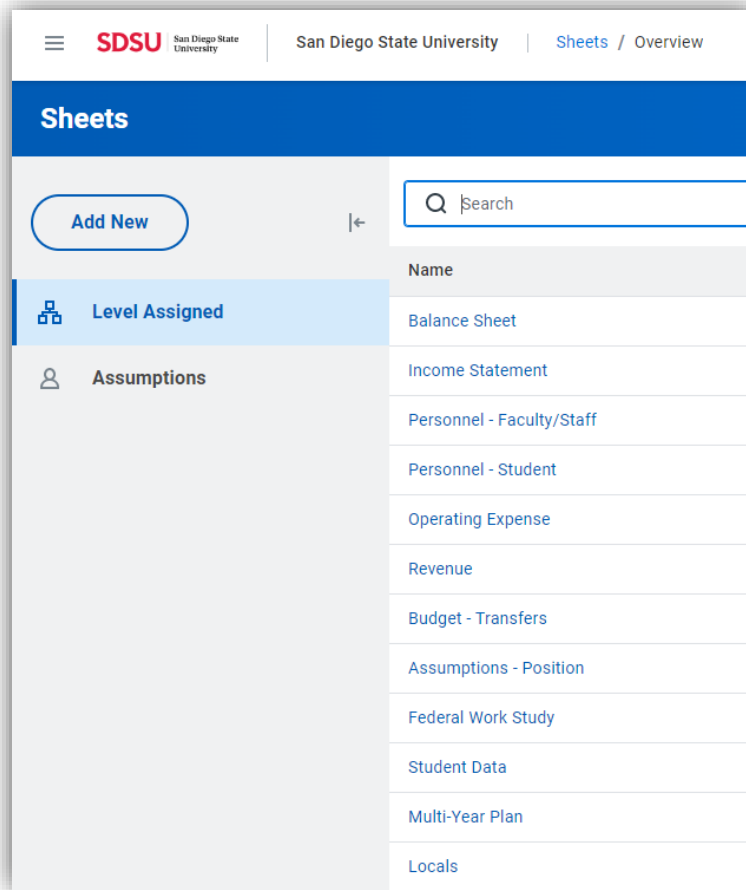 SDSU San Diego State University San Diego State University | Sheets / Overview
Sheets
Add New
Search
Level Assigned
Assumptions
Name
Balance Sheet
Income Statement
Personnel - Faculty/Staff
Personnel - Student
Operating Expense
Revenue
Budget - Transfers
Assumptions - Position
Federal Work Study
Student Data
Multi-Year Plan
Locals